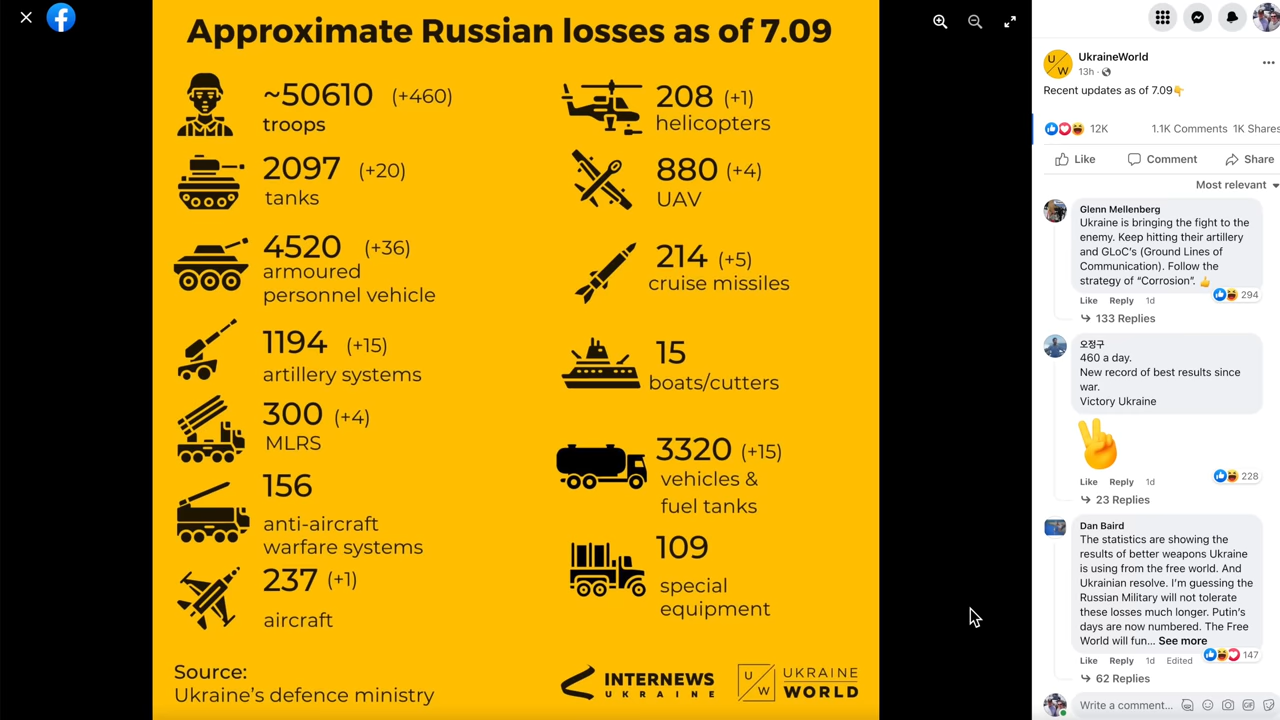 Approximate Russian losses as of 7.09
~50610 (+460)
troops
2097 (+20)
tanks
4520 (+36)
armoured
personnel vehicle
1194 (+15)
artillery systems
300 (+4)
MLRS
156
anti-aircraft
warfare systems
237 (+1)
aircraft
208 (+1)
helicopters
880 (+4)
UAV
214 (+5)
cruise missiles
15
boats/cutters
3320 (+15)
vehicles &
fuel tanks
109
special
equipment
Source:
Ukraine's defence ministry
INTERNEWS
UKRAINE
U W
UKRAINE
WORLD
U W
UkraineWorld
13h ·
Recent updates as of 7.09👇
12K 1.1K Comments 1K Shares
Like Comment Share
Most relevant
Glenn Mellenberg
Ukraine is bringing the fight to the
enemy. Keep hitting their artillery
and GLoC's (Ground Lines of
Communication). Follow the
strategy of "Corrosion". 👍
294
Like Reply 1d
133 Replies
오정구
460 a day.
New record of best results since
war.
Victory Ukraine
228
Like Reply 1d
23 Replies
Dan Baird
The statistics are showing the
results of better weapons Ukraine
is using from the free world. And
Ukrainian resolve. I'm guessing the
Russian Military will not tolerate
these losses much longer. Putin's
days are now numbered. The Free
World will fun... See more
147
Like Reply 1d Edited
62 Replies
Write a comment...
GIF